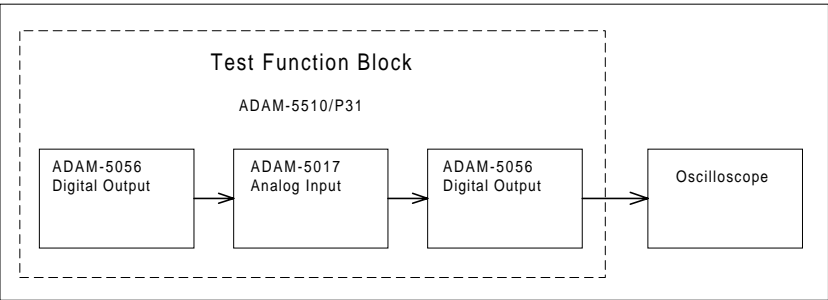 Test Function Block
ADAM-5510/P31
ADAM-5056
Digital Output
ADAM-5017
Analog Input
ADAM-5056
Digital Output
Oscilloscope